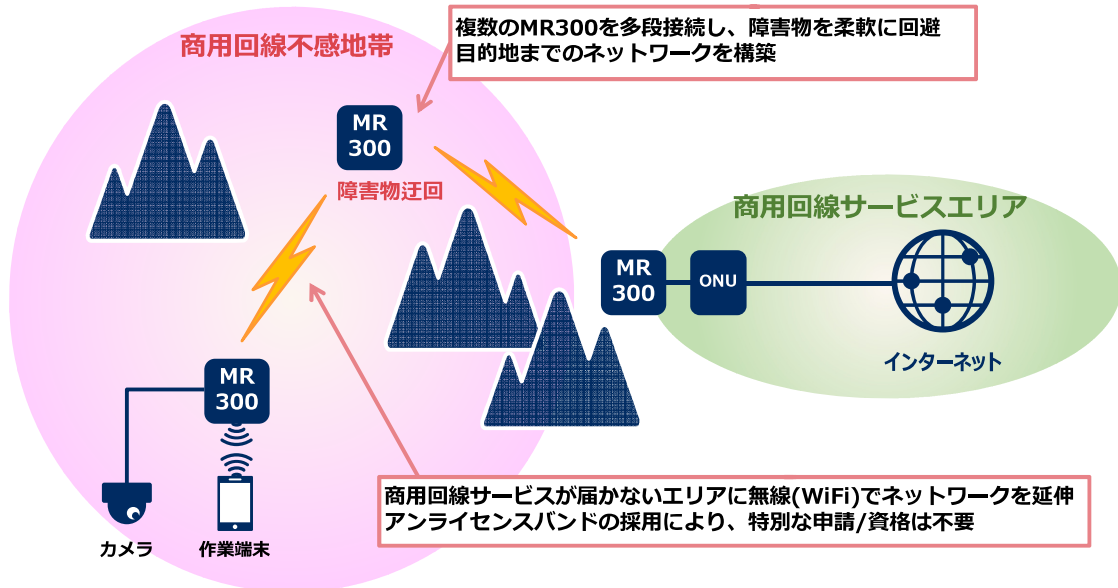 複数のMR300を多段接続し、障害物を柔軟に回避
目的地までのネットワークを構築
商用回線不感地帯
MR
300
障害物迂回
商用回線サービスエリア
MR
300
ONU
インターネット
MR
300
商用回線サービスが届かないエリアに無線(WiFi)でネットワークを延伸
アンライセンスバンドの採用により、特別な申請/資格は不要
カメラ
作業端末